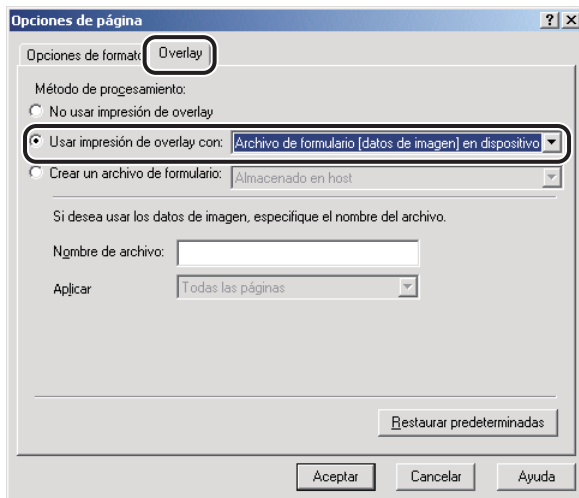 Opciones de página
Opciones de formato Overlay
Método de procesamiento:
No usar impresión de overlay
Usar impresión de overlay con: Archivo de formulario [datos de imagen] en dispositivo
Crear un archivo de formulario: Almacenado en host
Si desea usar los datos de imagen, especifique el nombre del archivo.
Nombre de archivo:
Aplicar Todas las páginas
Restaurar predeterminadas
Aceptar Cancelar Ayuda